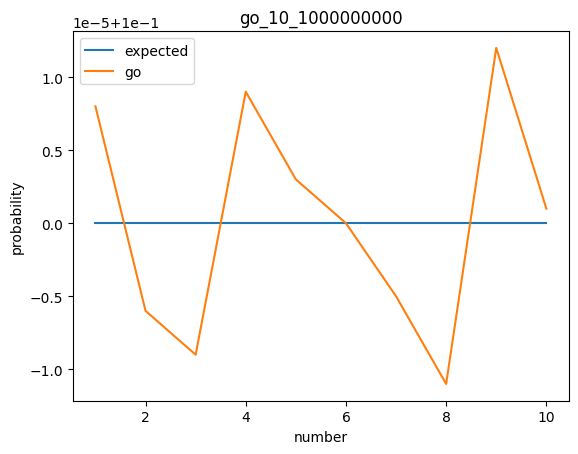 go_10_1000000000
1e−5+1e−1
expected
go
1.0
0.5
0.0
−0.5
−1.0
probability
2 4 6 8 10
number